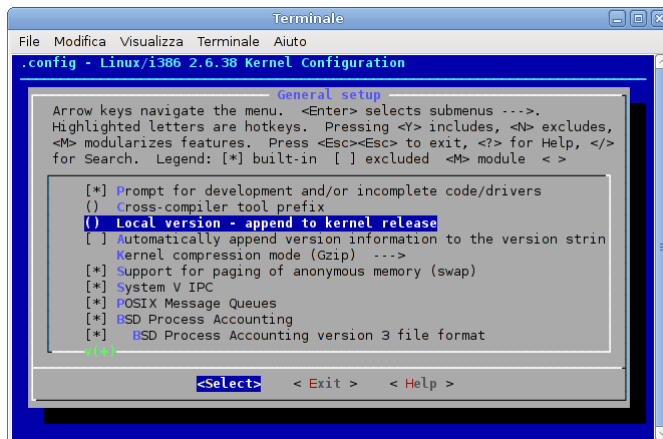 Terminale
File Modifica Visualizza Terminale Aiuto
.config - Linux/i386 2.6.38 Kernel Configuration
General setup
Arrow keys navigate the menu. <Enter> selects submenus --->.
Highlighted letters are hotkeys. Pressing <Y> includes, <N> excludes,
<M> modularizes features. Press <Esc><Esc> to exit, <?> for Help, </>
for Search. Legend: [*] built-in [ ] excluded <M> module < >
[*] Prompt for development and/or incomplete code/drivers
() Cross-compiler tool prefix
() Local version - append to kernel release
[ ] Automatically append version information to the version strin
Kernel compression mode (Gzip) --->
[*] Support for paging of anonymous memory (swap)
[*] System V IPC
[*] POSIX Message Queues
[*] BSD Process Accounting
[*] BSD Process Accounting version 3 file format
v(+)
<Select> < Exit > < Help >